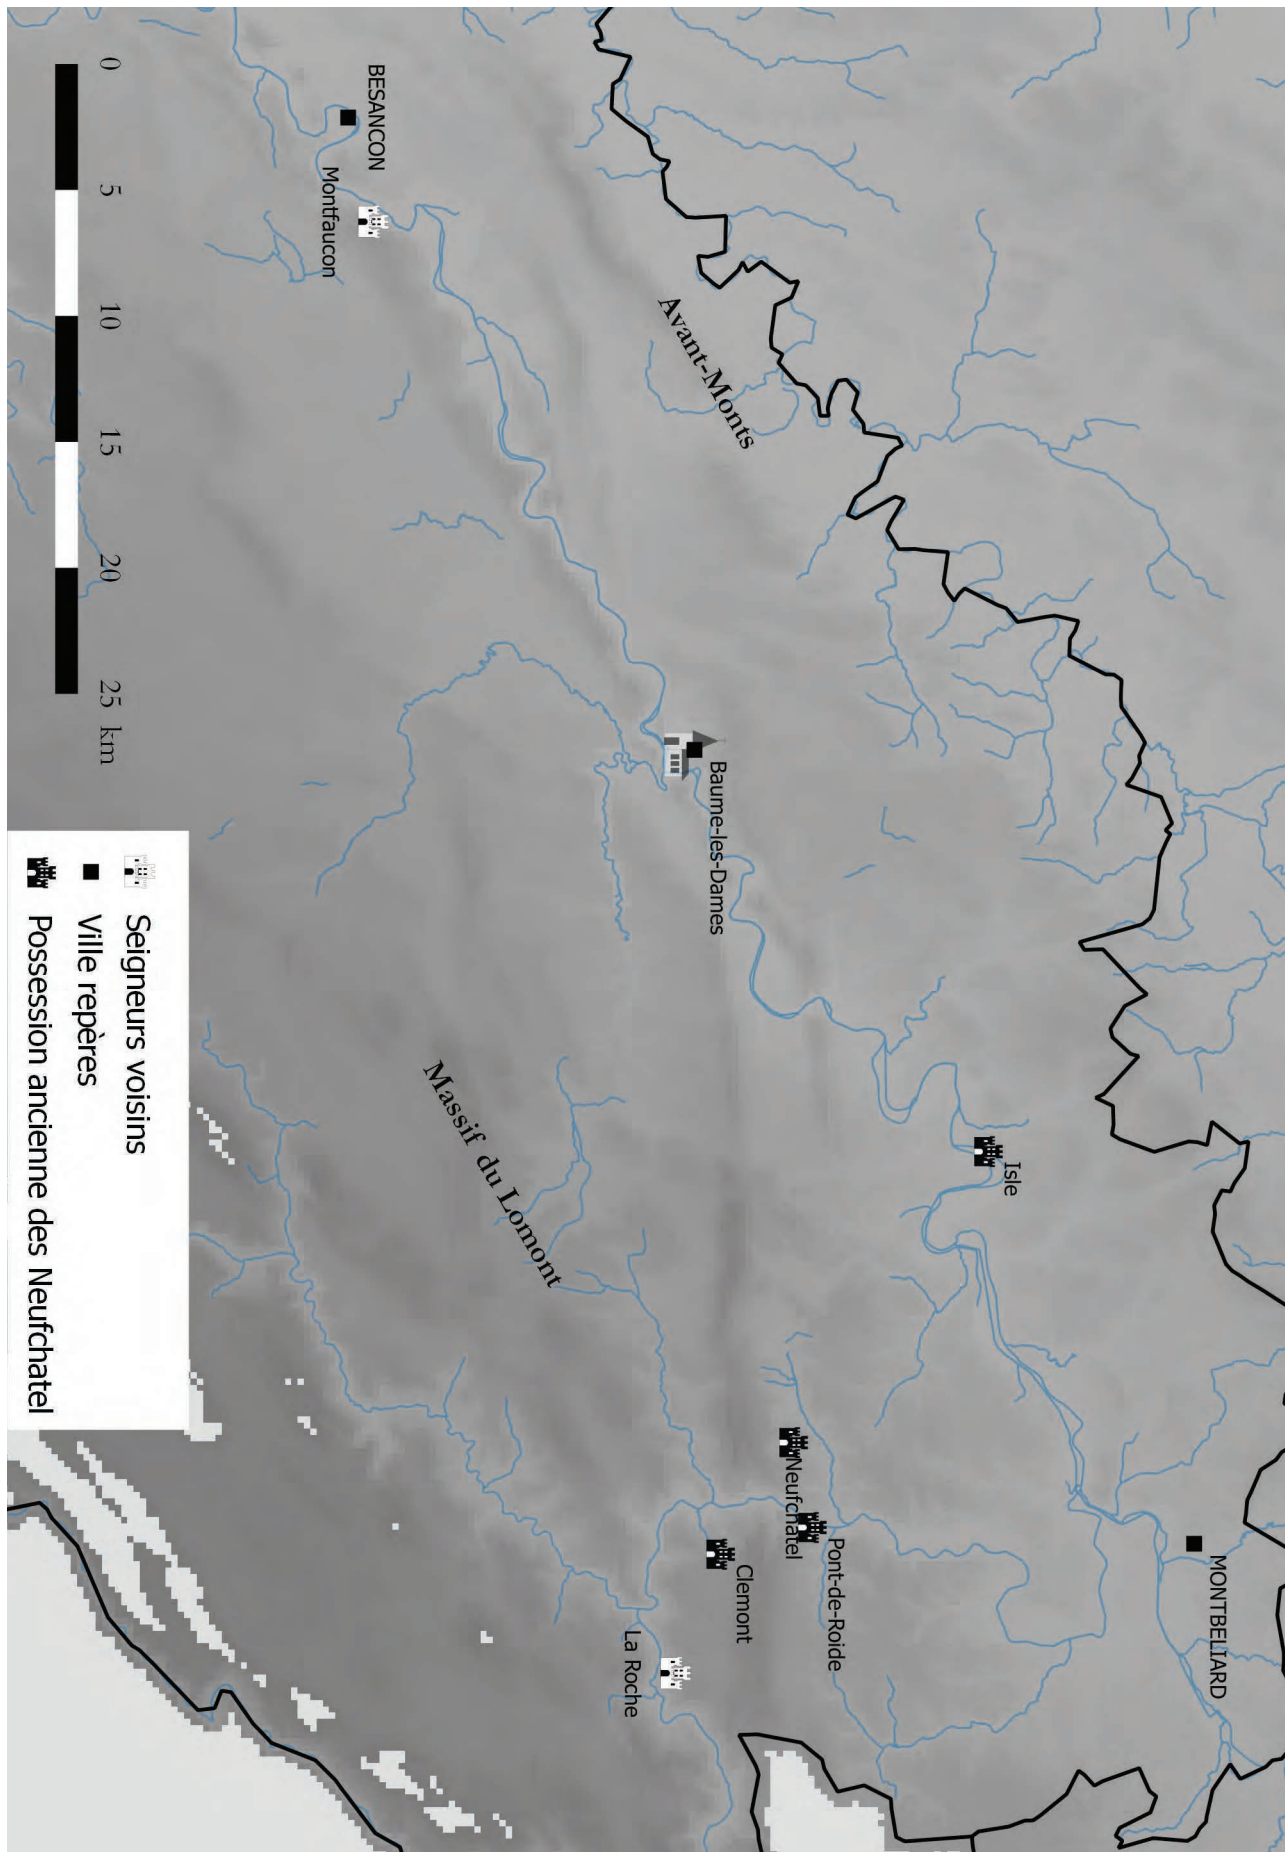 MONTBELIARD
Isle
Pont-de-Roide
Neufchatel
Clemont
Baume-les-Dames
Avant-Monts
La Roche
Massif du Lomont
BESANCON
Montfaucon
0 5 10 15 20 25 km
Seigneurs voisins
Ville repères
Possession ancienne des Neufchatel